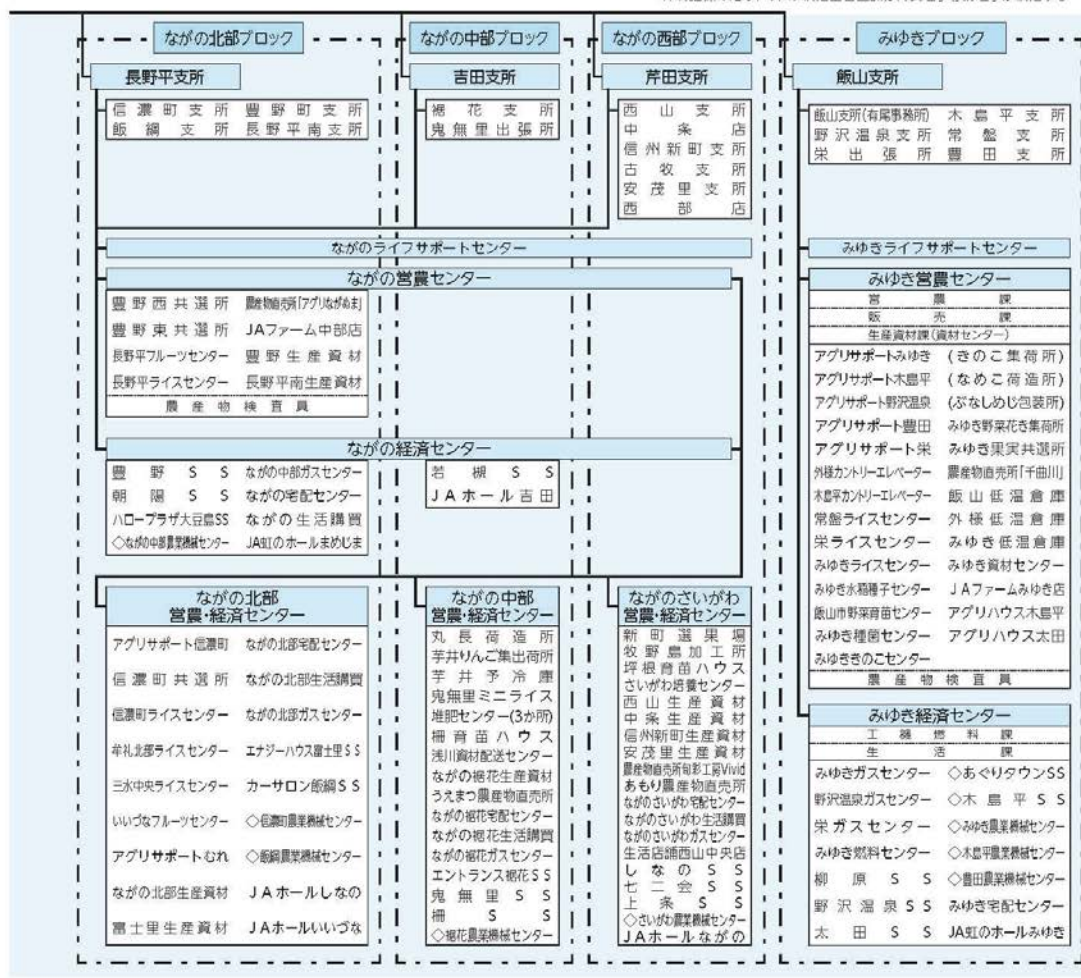 ながの北部ブロック
長野平支所
信濃町支所 豊野町支所
飯綱支所 長野平南支所
ながの中部ブロック
吉田支所
裾花支所
鬼無里出張所
ながの西部ブロック
芹田支所
西山支所
中条店
信州新町支所
古牧支所
安茂里支所
西部店
みゆきブロック
飯山支所
飯山支所(有尾事務所) 木島平支所
野沢温泉支所 常盤支所
栄出張所 豊田支所
ながのライフサポートセンター
ながの営農センター
豊野西共選所 農産物直売所「アグリながぬま」
豊野東共選所 JAファーム中部店
長野平フルーツセンター 豊野生産資材
長野平ライスセンター 長野平南生産資材
農産物検査員
ながの経済センター
豊野SS ながの中部ガスセンター
朝陽SS ながの宅配センター
ハロープラザ大豆島SS ながの生活購買
◇ながの中部農業機械センター JA虹のホールまめじま
若槻SS
JAホール吉田
ながの北部
営農・経済センター
アグリサポート信濃町 ながの北部宅配センター
信濃町共選所 ながの北部生活購買
信濃町ライスセンター ながの北部ガスセンター
牟礼北部ライスセンター エナジーハウス富士里SS
三水中央ライスセンター カーサロン飯綱SS
いいづなフルーツセンター ◇信濃町農業機械センター
アグリサポートむれ ◇飯綱農業機械センター
ながの北部生産資材 JAホールしなの
富士里生産資材 JAホールいいづな
ながの中部
営農・経済センター
丸長荷造所
芋井りんご集出荷所
芋井予冷庫
鬼無里ミニライス
堆肥センター(3か所)
柵育苗ハウス
浅川資材配送センター
ながの裾花生産資材
うえまつ農産物直売所
ながの裾花宅配センター
ながの裾花生活購買
ながの裾花ガスセンター
エントランス裾花SS
鬼無里SS
柵SS
◇裾花農業機械センター
ながのさいがわ
営農・経済センター
新町選果場
牧野島加工所
坪根育苗ハウス
さいがわ培養センター
西山生産資材
中条生産資材
信州新町生産資材
安茂里生産資材
農産物直売所旬彩工房Vivid
あもり農産物直売所
ながのさいがわ宅配センター
ながのさいがわ生活購買
ながのさいがわガスセンター
生活店舗西山中央店
しなのSS
七二会SS
上条SS
◇さいがわ農業機械センター
JAホールながの
みゆきライフサポートセンター
みゆき営農センター
営農課
販売課
生産資材課(資材センター)
アグリサポートみゆき (きのこ集荷所)
アグリサポート木島平 (なめこ荷造所)
アグリサポート野沢温泉 (ぶなしめじ包装所)
アグリサポート豊田 みゆき野菜花き集荷所
アグリサポート栄 みゆき果実共選所
外様カントリーエレベーター 農産物直売所「千曲川」
木島平カントリーエレベーター 飯山低温倉庫
常盤ライスセンター 外様低温倉庫
栄ライスセンター みゆき低温倉庫
みゆきライスセンター みゆき資材センター
みゆき水稲種子センター JAファームみゆき店
飯山市野菜育苗センター アグリハウス木島平
みゆき種菌センター アグリハウス太田
みゆききのこセンター
農産物検査員
みゆき経済センター
工機燃料課
生活課
みゆきガスセンター ◇あぐりタウンSS
野沢温泉ガスセンター ◇木島平SS
栄ガスセンター ◇みゆき農業機械センター
みゆき燃料センター ◇木島平農業機械センター
柳原SS ◇豊田農業機械センター
野沢温泉SS みゆき宅配センター
太田SS JA虹のホールみゆき